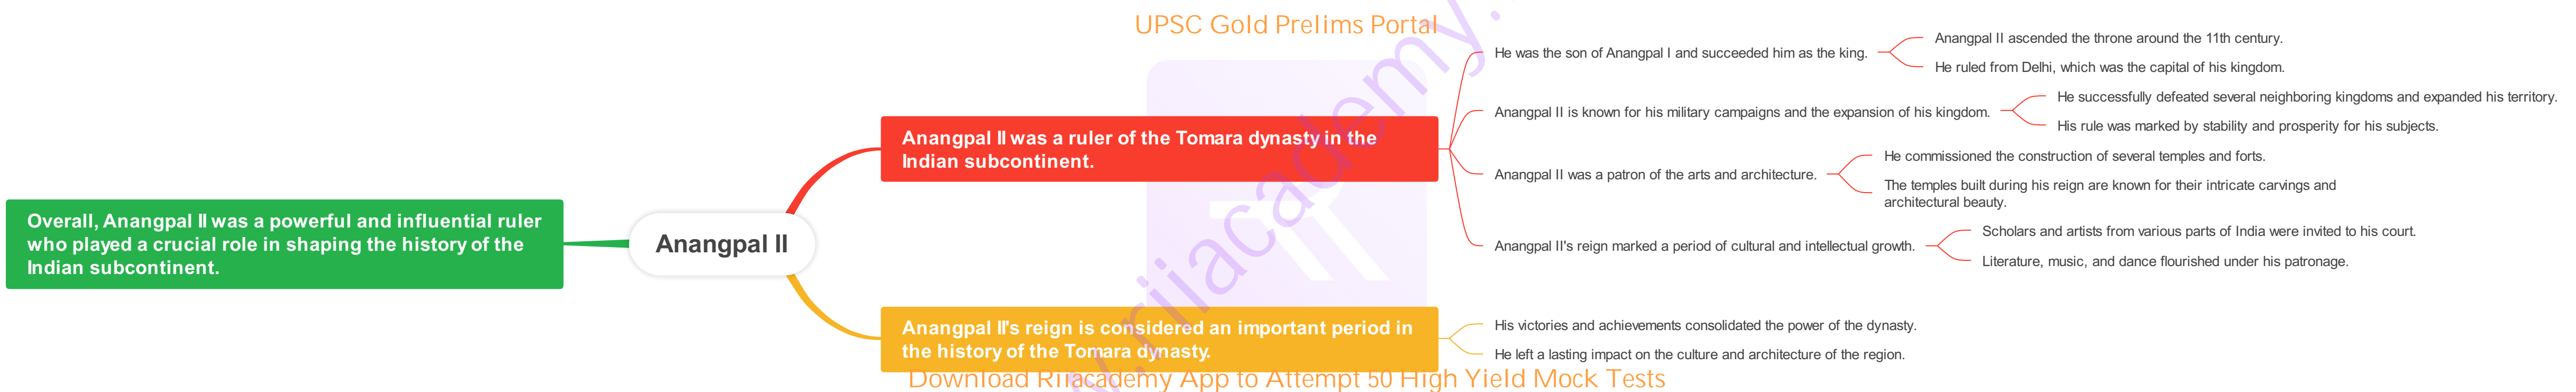 UPSC Gold Prelims Portal
Overall, Anangpal II was a powerful and influential ruler
who played a crucial role in shaping the history of the
Indian subcontinent.
Anangpal II
Anangpal II was a ruler of the Tomara dynasty in the
Indian subcontinent.
He was the son of Anangpal I and succeeded him as the king.
Anangpal II ascended the throne around the 11th century.
He ruled from Delhi, which was the capital of his kingdom.
Anangpal II is known for his military campaigns and the expansion of his kingdom.
He successfully defeated several neighboring kingdoms and expanded his territory.
His rule was marked by stability and prosperity for his subjects.
Anangpal II was a patron of the arts and architecture.
He commissioned the construction of several temples and forts.
The temples built during his reign are known for their intricate carvings and
architectural beauty.
Anangpal II's reign marked a period of cultural and intellectual growth.
Scholars and artists from various parts of India were invited to his court.
Literature, music, and dance flourished under his patronage.
Anangpal II's reign is considered an important period in
the history of the Tomara dynasty.
His victories and achievements consolidated the power of the dynasty.
He left a lasting impact on the culture and architecture of the region.
Download Rijacademy App to Attempt 50 High Yield Mock Tests